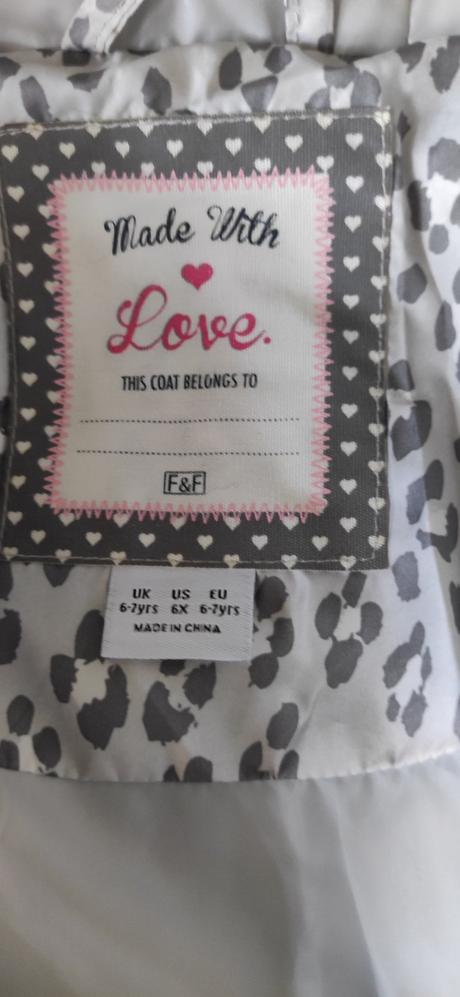 Made With
Love.
THIS COAT BELONGS TO
F&F
UK US EU
6-7yrs 6X 6-7yrs
MADE IN CHINA